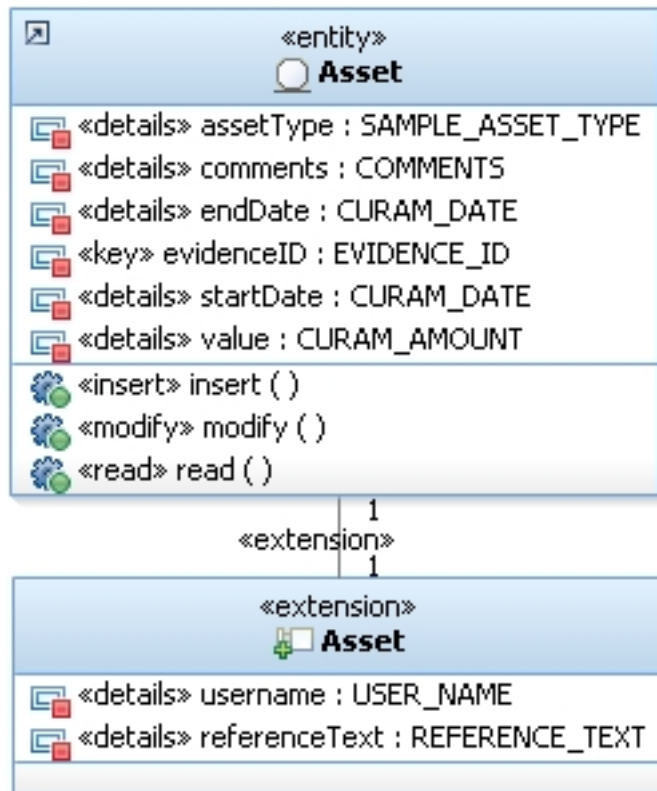 «entity»
Asset
«details» assetType : SAMPLE_ASSET_TYPE
«details» comments : COMMENTS
«details» endDate : CURAM_DATE
«key» evidenceID : EVIDENCE_ID
«details» startDate : CURAM_DATE
«details» value : CURAM_AMOUNT
«insert» insert ( )
«modify» modify ( )
«read» read ( )
1
«extension»
1
«extension»
Asset
«details» username : USER_NAME
«details» referenceText : REFERENCE_TEXT